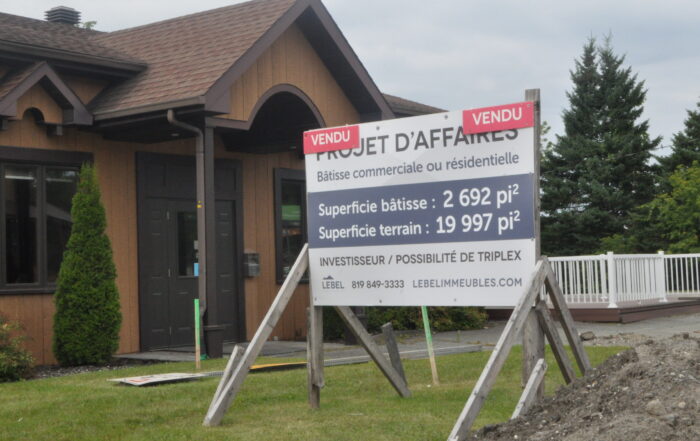 VENDU
VENDU
PROJET D'AFFAIRES
Bâtisse commerciale ou résidentielle
Superficie bâtisse : 2 692 pi²
Superficie terrain : 19 997 pi²
INVESTISSEUR / POSSIBILITÉ DE TRIPLEX
LEBEL 819 849-3333 LEBELIMMEUBLES.COM